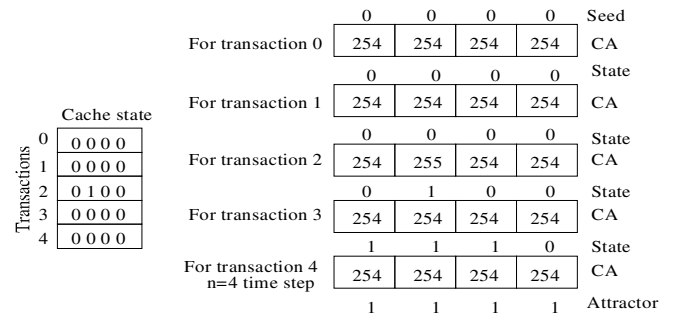 0 0 0 0 Seed
For transaction 0 254 254 254 254 CA
0 0 0 0 State
For transaction 1 254 254 254 254 CA
0 0 0 0 State
For transaction 2 254 255 254 254 CA
0 1 0 0 State
For transaction 3 254 254 254 254 CA
1 1 1 0 State
For transaction 4 254 254 254 254 CA
n=4 time step
1 1 1 1 Attractor
Cache state
Transactions
0 0 0 0 0
1 0 0 0 0
2 0 1 0 0
3 0 0 0 0
4 0 0 0 0